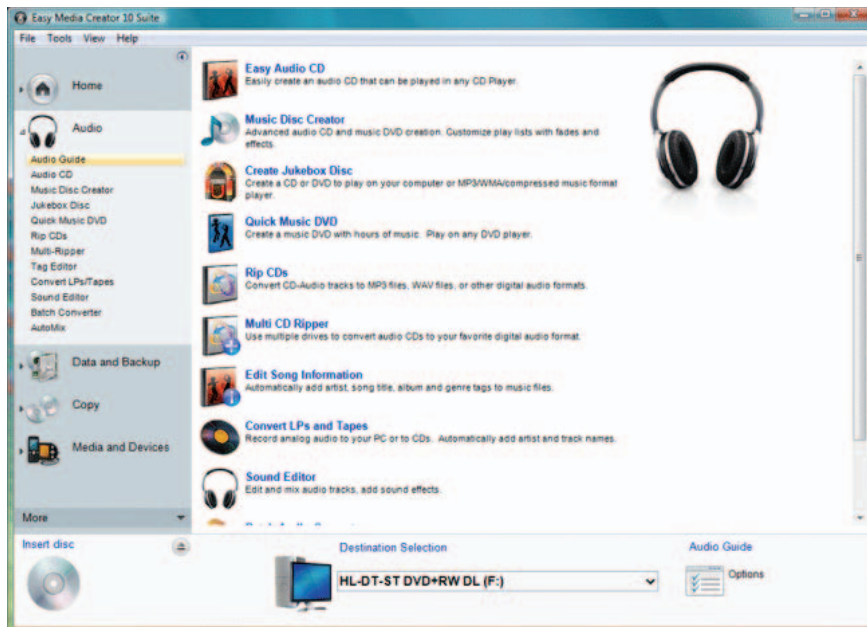 Easy Media Creator 10 Suite
File Tools View Help
Home
Audio
Audio Guide
Audio CD
Music Disc Creator
Jukebox Disc
Quick Music DVD
Rip CDs
Multi-Ripper
Tag Editor
Convert LPs/Tapes
Sound Editor
Batch Converter
AutoMix
Data and Backup
Copy
Media and Devices
More
Easy Audio CD
Easily create an audio CD that can be played in any CD Player.
Music Disc Creator
Advanced audio CD and music DVD creation. Customize play lists with fades and
effects.
Create Jukebox Disc
Create a CD or DVD to play on your computer or MP3/WMA/compressed music format
player.
Quick Music DVD
Create a music DVD with hours of music. Play on any DVD player.
Rip CDs
Convert CD-Audio tracks to MP3 files, WAV files, or other digital audio formats.
Multi CD Ripper
Use multiple drives to convert audio CDs to your favorite digital audio format.
Edit Song Information
Automatically add artist, song title, album and genre tags to music files.
Convert LPs and Tapes
Record analog audio to your PC or to CDs. Automatically add artist and track names.
Sound Editor
Edit and mix audio tracks, add sound effects.
Insert disc
Destination Selection
HL-DT-ST DVD+RW DL (F:)
Audio Guide
Options